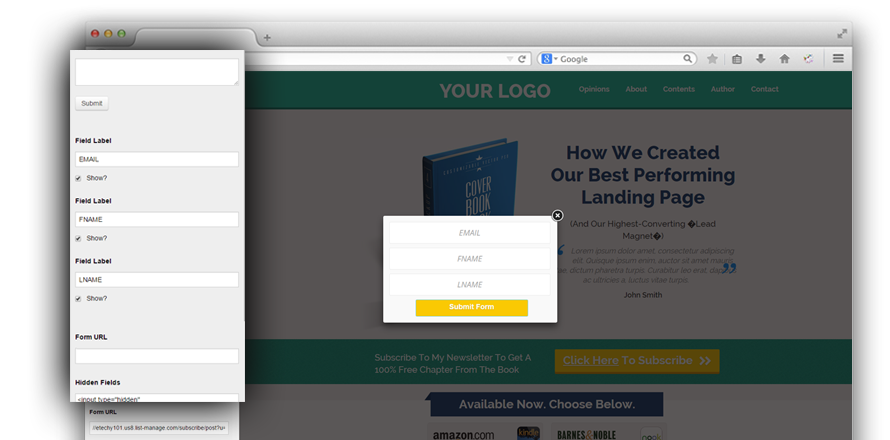 Google
Submit
Field Label
EMAIL
Show?
Field Label
FNAME
Show?
Field Label
LNAME
Show?
Form URL
Hidden Fields
<input type="hidden"
Form URL
//etechy101.us8.list-manage.com/subscribe/post?u=
YOUR LOGO
Opinions
About
Contents
Author
Contact
COVER
BOOK
How We Created
Our Best Performing
Landing Page
(And Our Highest-Converting �Lead
Magnet�)
Lorem ipsum dolor amet, consectetur adipiscing
elit. Quisque ipsum enim, auctor sit amet mauris
dictum pharetra turpis. Curabitur leo erat,
ac ultricies a, luctus vitae turpis.
John Smith
EMAIL
FNAME
LNAME
Submit Form
Subscribe To My Newsletter To Get A
100% Free Chapter From The Book
Click Here To Subscribe
Available Now. Choose Below.
amazon.com
kindle
BARNES&NOBLE
nook